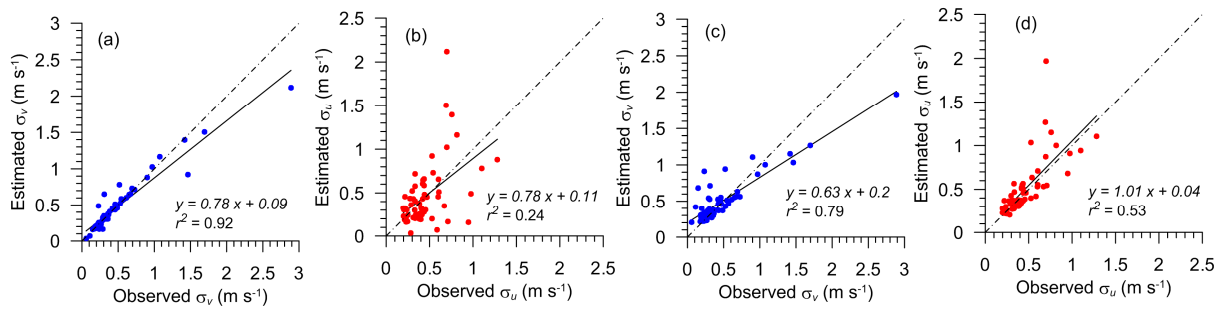 (a)
Estimated σv (m s-1)
3
2.5
2
1.5
1
0.5
0
y = 0.78 x + 0.09
r2 = 0.92
0 0.5 1 1.5 2 2.5 3
Observed σv (m s-1)
(b)
Estimated σu (m s-1)
2.5
2
1.5
1
0.5
0
y = 0.78 x + 0.11
r2 = 0.24
0 0.5 1 1.5 2 2.5
Observed σu (m s-1)
(c)
Estimated σv (m s-1)
3
2.5
2
1.5
1
0.5
0
y = 0.63 x + 0.2
r2 = 0.79
0 0.5 1 1.5 2 2.5 3
Observed σv (m s-1)
(d)
Estimated σu (m s-1)
2.5
2
1.5
1
0.5
0
y = 1.01 x + 0.04
r2 = 0.53
0 0.5 1 1.5 2 2.5
Observed σu (m s-1)